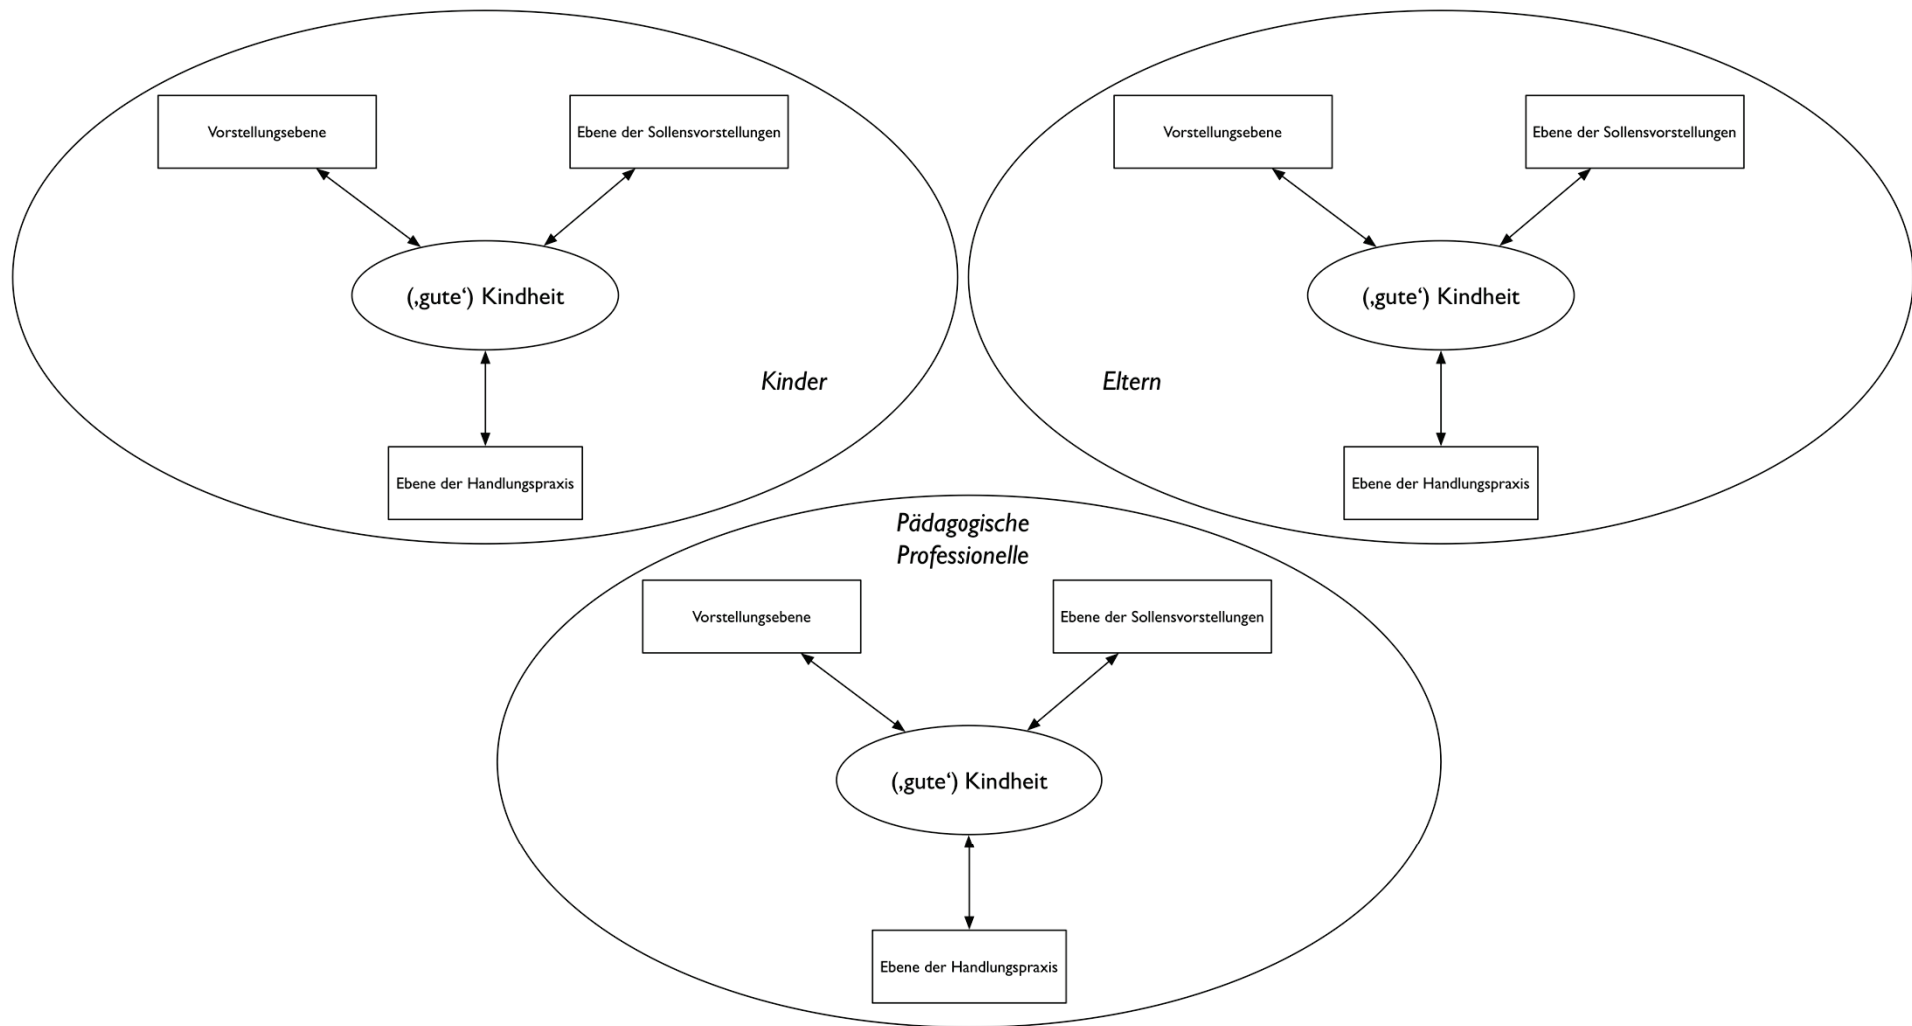 Vorstellungsebene
Ebene der Sollensvorstellungen
(‚gute‘) Kindheit
Kinder
Ebene der Handlungspraxis
Vorstellungsebene
Ebene der Sollensvorstellungen
(‚gute‘) Kindheit
Eltern
Ebene der Handlungspraxis
Pädagogische
Professionelle
Vorstellungsebene
Ebene der Sollensvorstellungen
(‚gute‘) Kindheit
Ebene der Handlungspraxis